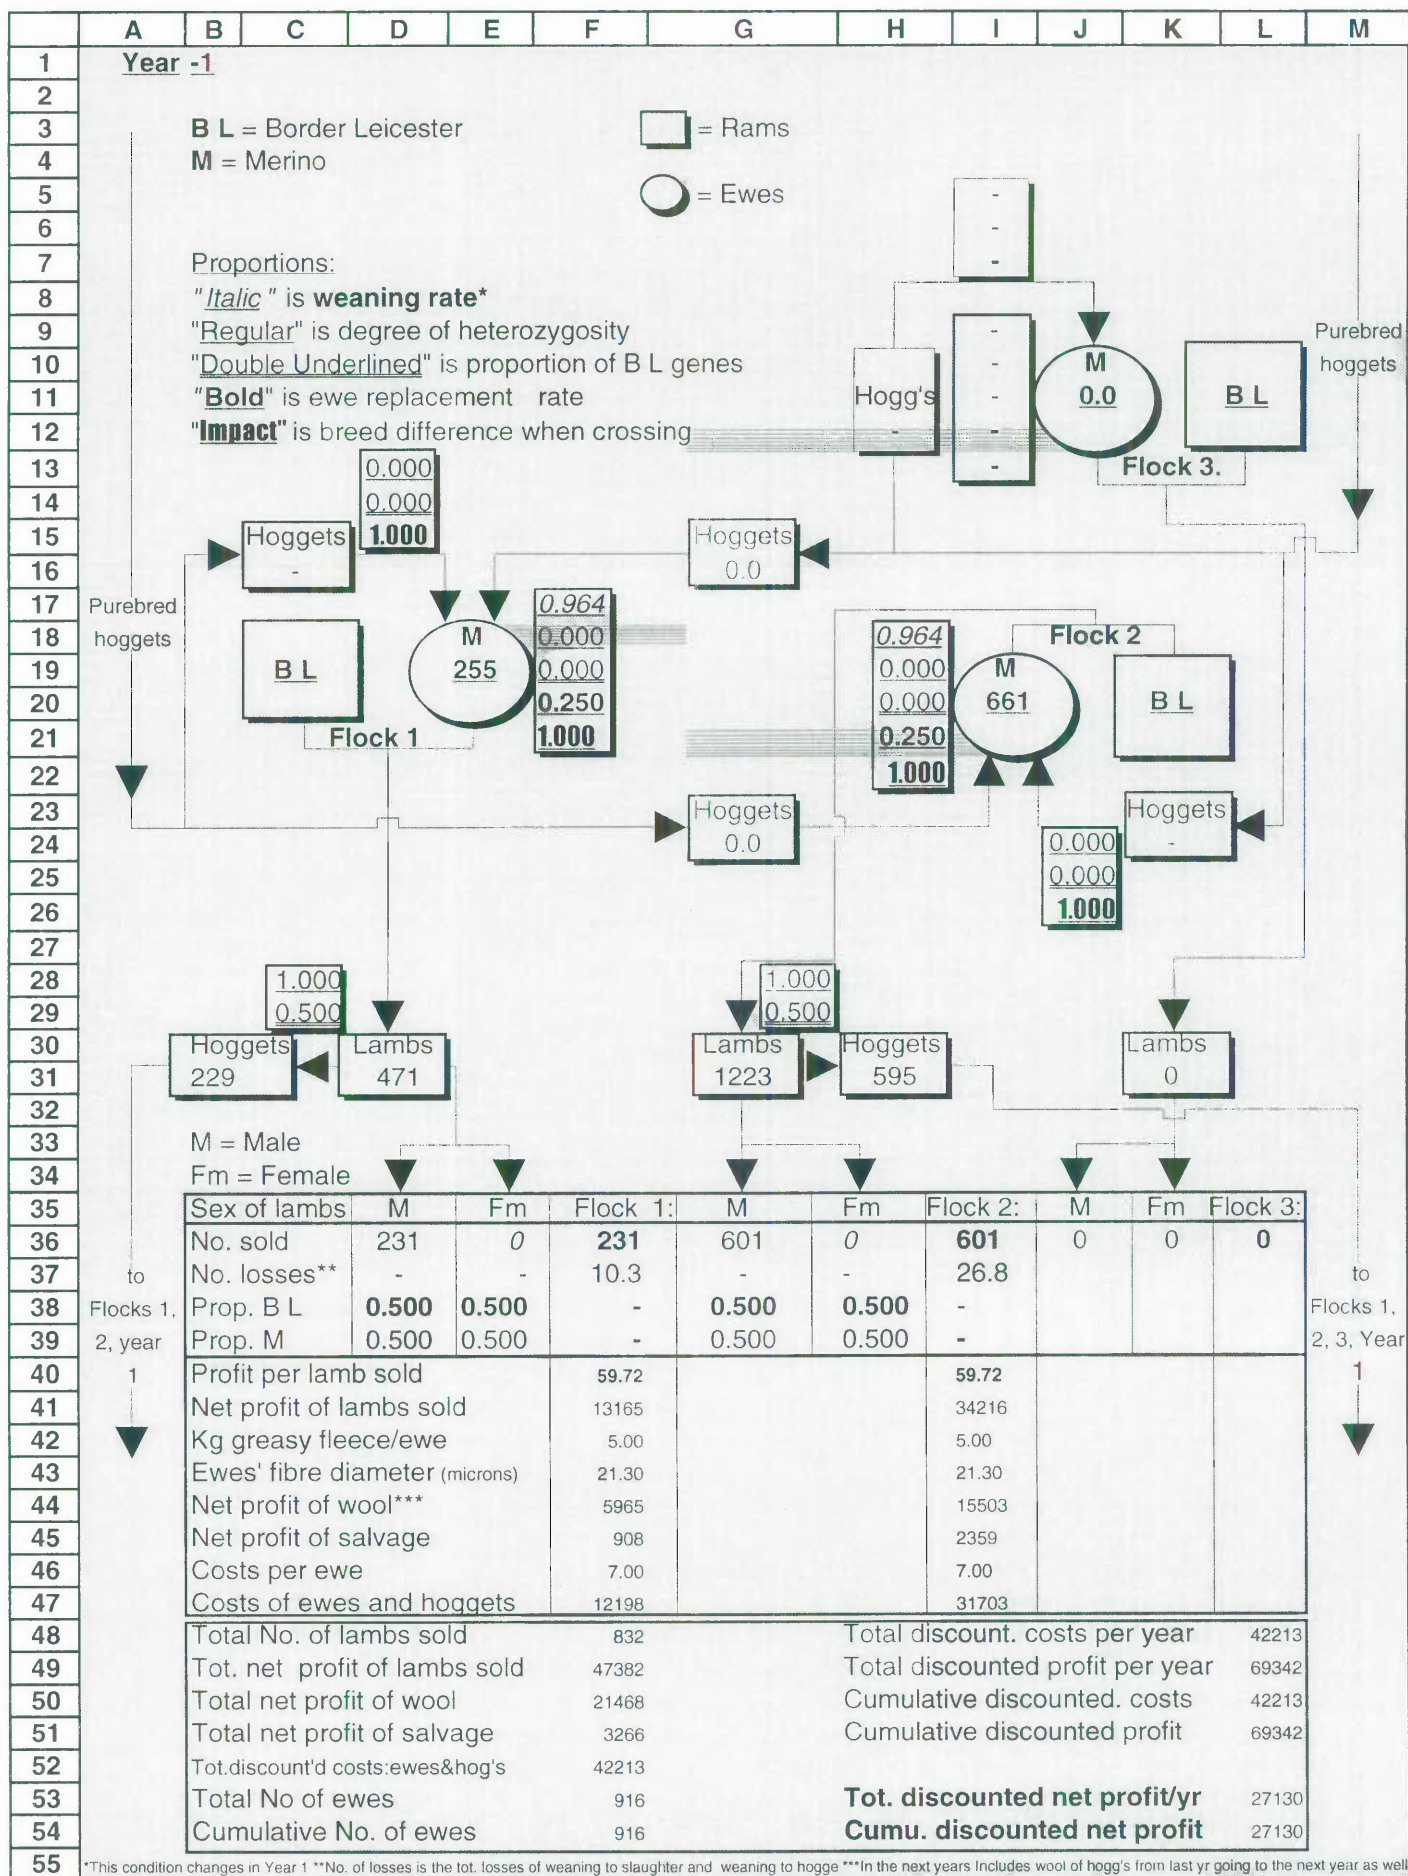 A B C D E F G H I J K L M
1 Year -1
2
3 B L = Border Leicester = Rams
4 M = Merino
5 = Ewes -
6 -
7 Proportions: -
8 "Italic " is weaning rate*
9 "Regular" is degree of heterozygosity - Purebred
10 "Double Underlined" is proportion of B L genes - M hoggets
11 "Bold" is ewe replacement rate Hogg's - 0.0 B L
12 "Impact" is breed difference when crossing - -
13 0.000 - Flock 3.
14 0.000
15 Hoggets 1.000 Hoggets
16 - 0.0
17 Purebred 0.964
18 hoggets M 0.000 0.964 Flock 2
19 B L 255 0.000 0.000 M
20 0.250 0.000 661 B L
21 Flock 1 1.000 0.250
22 1.000
23 Hoggets Hoggets
24 0.0 0.000 -
25 0.000
26 1.000
27
28 1.000 1.000
29 0.500 0.500
30 Hoggets Lambs Lambs Hoggets Lambs
31 229 471 1223 595 0
32
33 M = Male
34 Fm = Female
35 Sex of lambs M Fm Flock 1: M Fm Flock 2: M Fm Flock 3:
36 No. sold 231 0 231 601 0 601 0 0 0
37 to No. losses** - - 10.3 - - 26.8 to
38 Flocks 1, Prop. B L 0.500 0.500 - 0.500 0.500 - Flocks 1,
39 2, year Prop. M 0.500 0.500 - 0.500 0.500 - 2, 3, Year
40 1 Profit per lamb sold 59.72 59.72 1
41 Net profit of lambs sold 13165 34216
42 Kg greasy fleece/ewe 5.00 5.00
43 Ewes' fibre diameter (microns) 21.30 21.30
44 Net profit of wool*** 5965 15503
45 Net profit of salvage 908 2359
46 Costs per ewe 7.00 7.00
47 Costs of ewes and hoggets 12198 31703
48 Total No. of lambs sold 832 Total discount. costs per year 42213
49 Tot. net profit of lambs sold 47382 Total discounted profit per year 69342
50 Total net profit of wool 21468 Cumulative discounted. costs 42213
51 Total net profit of salvage 3266 Cumulative discounted profit 69342
52 Tot.discount'd costs:ewes&hog's 42213
53 Total No of ewes 916 Tot. discounted net profit/yr 27130
54 Cumulative No. of ewes 916 Cumu. discounted net profit 27130
55 *This condition changes in Year 1 **No. of losses is the tot. losses of weaning to slaughter and weaning to hogge ***In the next years Includes wool of hogg's from last yr going to the next year as well